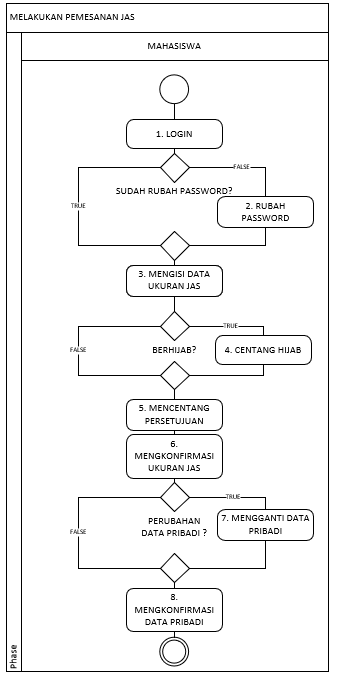 MELAKUKAN PEMESANAN JAS
MAHASISWA
1. LOGIN
FALSE
SUDAH RUBAH PASSWORD?
TRUE
2. RUBAH
PASSWORD
3. MENGISI DATA
UKURAN JAS
TRUE
FALSE
BERHIJAB?
4. CENTANG HIJAB
5. MENCENTANG
PERSETUJUAN
6.
MENGKONFIRMASI
UKURAN JAS
TRUE
PERUBAHAN
DATA PRIBADI ?
7. MENGGANTI DATA
PRIBADI
FALSE
8.
MENGKONFIRMASI
DATA PRIBADI
Phase